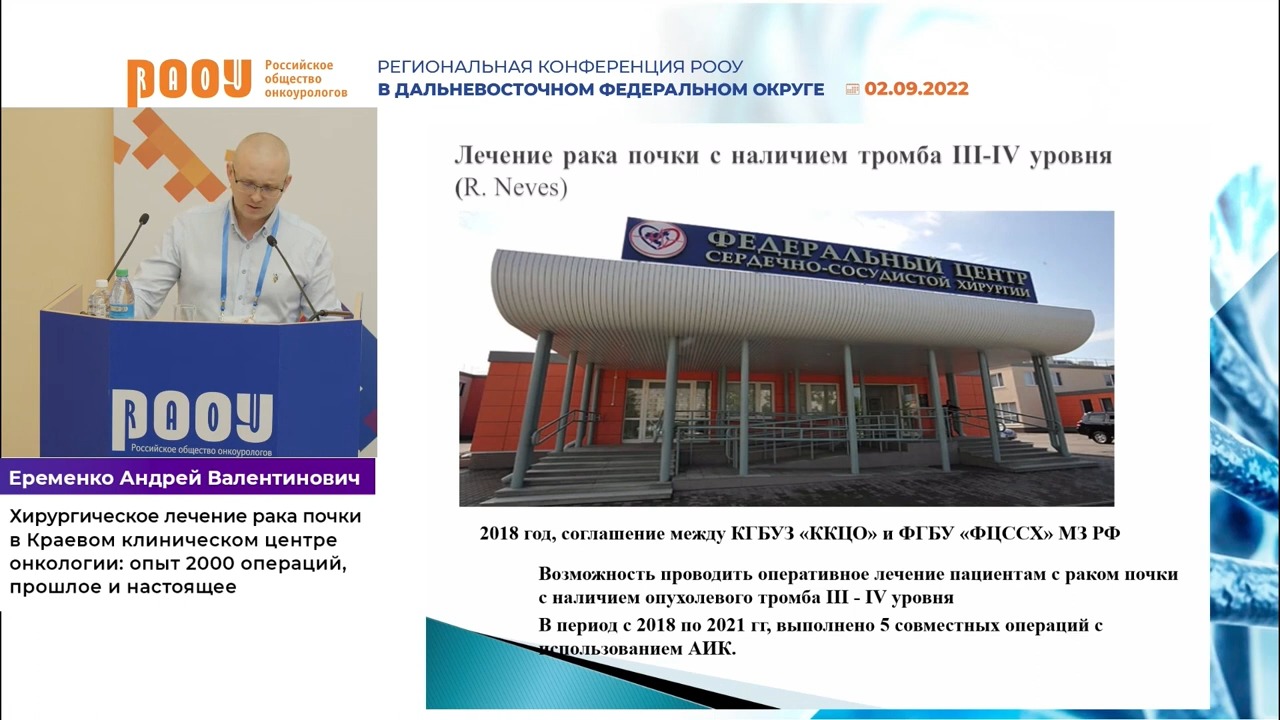 РООУ
RAOU
Российское
общество
онкоурологов
РЕГИОНАЛЬНАЯ КОНФЕРЕНЦИЯ РООУ
В ДАЛЬНЕВОСТОЧНОМ ФЕДЕРАЛЬНОМ ОКРУГЕ
02.09.2022
РООУ
RAOU
Российское общество онкоурологов
Еременко Андрей Валентинович
Хирургическое лечение рака почки
в Краевом клиническом центре
онкологии: опыт 2000 операций,
прошлое и настоящее
Лечение рака почки с наличием тромба III-IV уровня
(R. Neves)
ФЕДЕРАЛЬНЫЙ ЦЕНТР
СЕРДЕЧНО-СОСУДИСТОЙ ХИРУРГИИ
2018 год, соглашение между КГБУЗ «ККЦО» и ФГБУ «ФЦССХ» МЗ РФ
Возможность проводить оперативное лечение пациентам с раком почки
с наличием опухолевого тромба III - IV уровня
В период с 2018 по 2021 гт, выполнено 5 совместных операций с
использованием АИК.